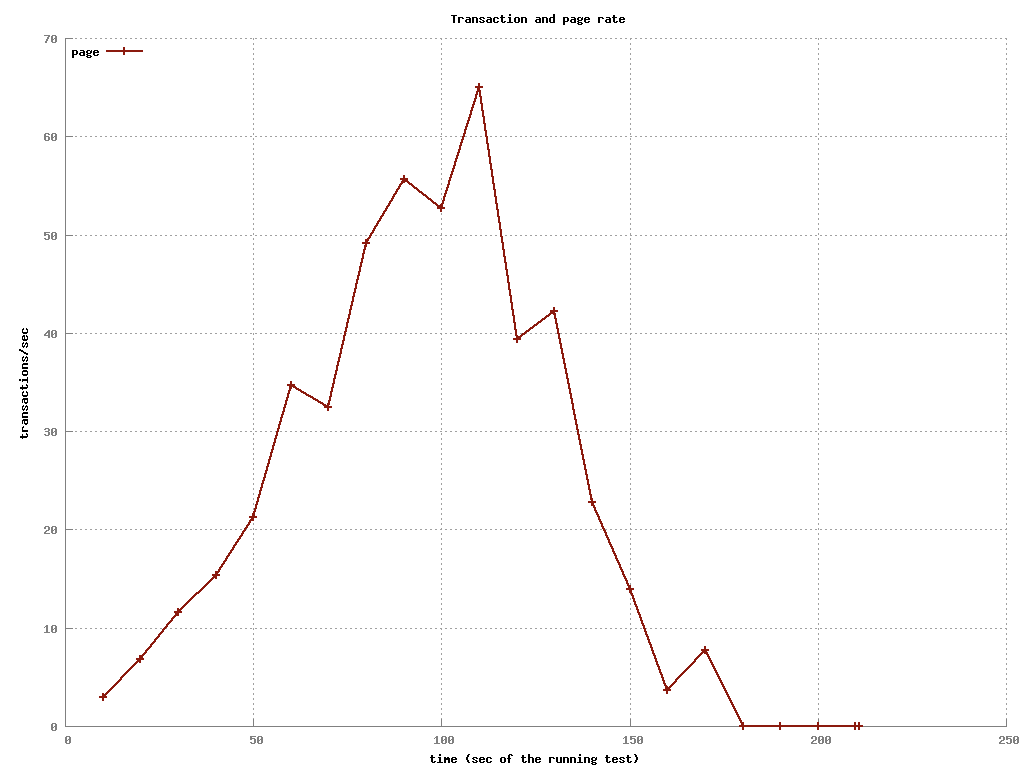 Transaction and page rate
70
page
60
50
40
30
20
10
0
transactions/sec
0 50 100 150 200 250
time (sec of the running test)